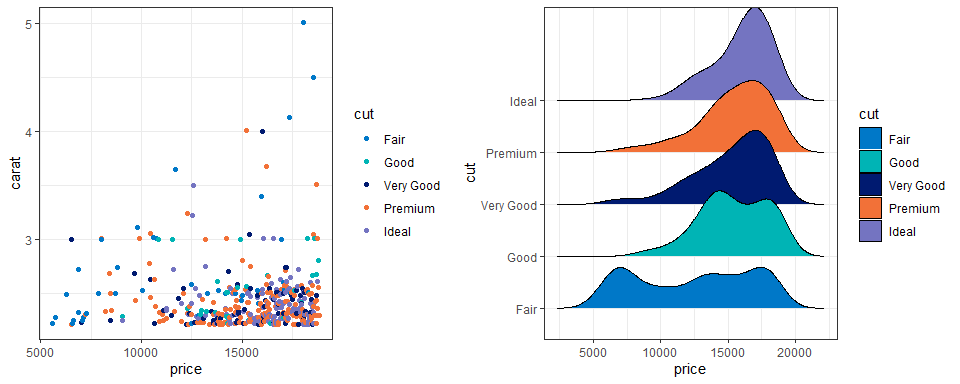 5
4
3
carat
5000
10000
15000
price
cut
Fair
Good
Very Good
Premium
Ideal
Ideal
Premium
Very Good
Good
Fair
cut
5000
10000
15000
20000
price
cut
Fair
Good
Very Good
Premium
Ideal